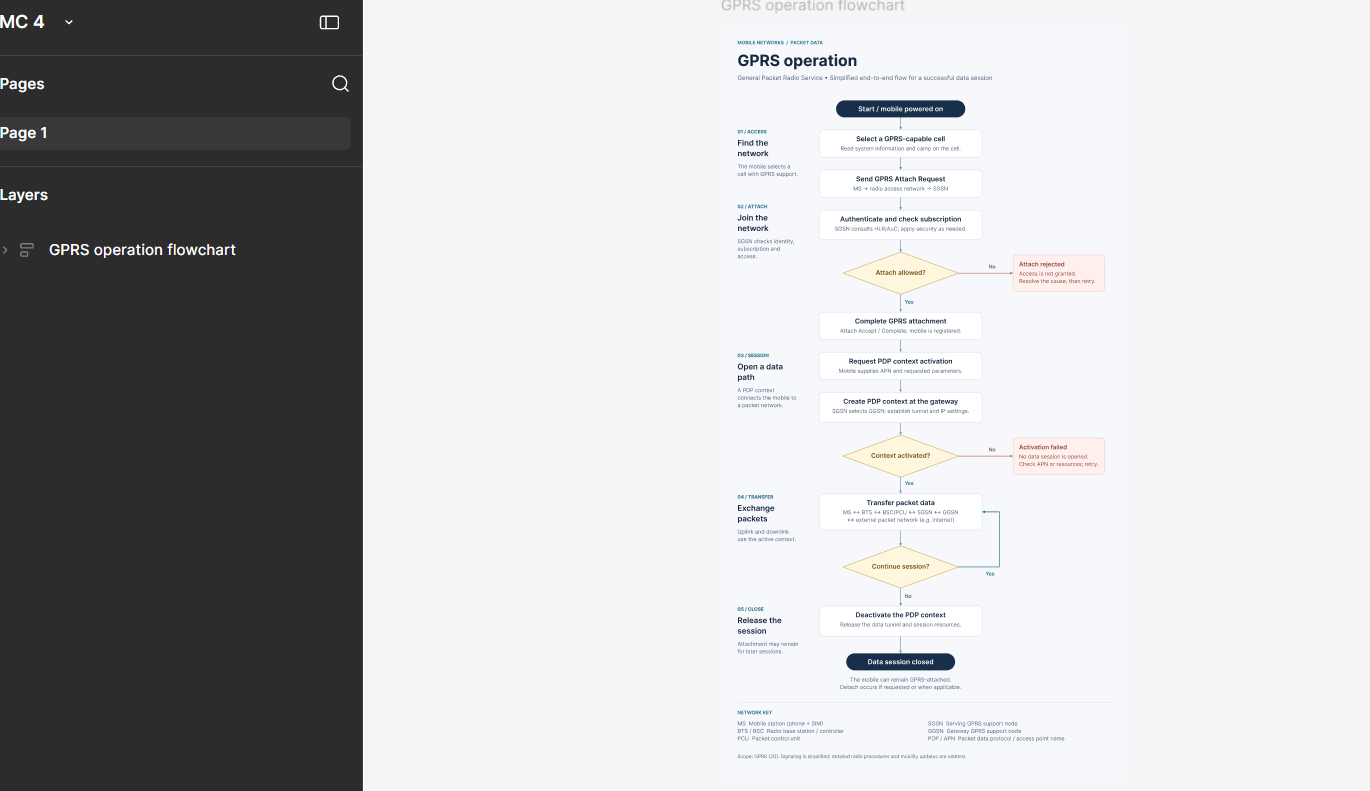 MC 4
Pages
Page 1
Layers
GPRS operation flowchart
GPRS operation flowchart
MOBILE NETWORKS / PACKET DATA
GPRS operation
General Packet Radio Service • Simplified end-to-end flow for a successful data session
Start / mobile powered on
01 / ACCESS
Find the
network
The mobile selects a
cell with GPRS support.
Select a GPRS-capable cell
Read system information and camp on the cell.
Send GPRS Attach Request
MS → radio access network → SGSN
02 / ATTACH
Join the
network
SGSN checks identity,
subscription and
access.
Authenticate and check subscription
SGSN consults HLR/AuC; apply security as needed.
Attach allowed?
No
Attach rejected
Access is not granted.
Resolve the cause, then retry.
Yes
Complete GPRS attachment
Attach Accept / Complete; mobile is registered.
03 / SESSION
Open a data
path
A PDP context
connects the mobile to
a packet network.
Request PDP context activation
Mobile supplies APN and requested parameters.
Create PDP context at the gateway
SGSN selects GGSN; establish tunnel and IP settings.
Context activated?
No
Activation failed
No data session is opened.
Check APN or resources; retry.
Yes
04 / TRANSFER
Exchange
packets
Uplink and downlink
use the active context.
Transfer packet data
MS ↔ BTS ↔ BSC/PCU ↔ SGSN ↔ GGSN
↔ external packet network (e.g. Internet)
Continue session?
Yes
No
05 / CLOSE
Release the
session
Attachment may remain
for later sessions.
Deactivate the PDP context
Release the data tunnel and session resources.
Data session closed
The mobile can remain GPRS-attached.
Detach occurs if requested or when applicable.
NETWORK KEY
MS Mobile station (phone + SIM)
BTS / BSC Radio base station / controller
PCU Packet control unit
SGSN Serving GPRS support node
GGSN Gateway GPRS support node
PDP / APN Packet data protocol / access point name
Scope: GPRS (2G). Signaling is simplified; detailed radio procedures and mobility updates are omitted.